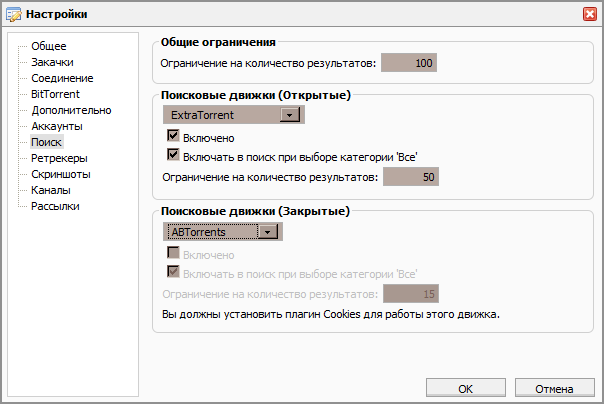 Настройки
Общее
Закачки
Соединение
BitTorrent
Дополнительно
Аккаунты
Поиск
Ретрекеры
Скриншоты
Каналы
Рассылки
Общие ограничения
Ограничение на количество результатов: 100
Поисковые движки (Открытые)
ExtraTorrent
Включено
Включать в поиск при выборе категории 'Все'
Ограничение на количество результатов: 50
Поисковые движки (Закрытые)
ABTorrents
Включено
Включать в поиск при выборе категории 'Все'
Ограничение на количество результатов: 15
Вы должны установить плагин Cookies для работы этого движка.
OK Отмена